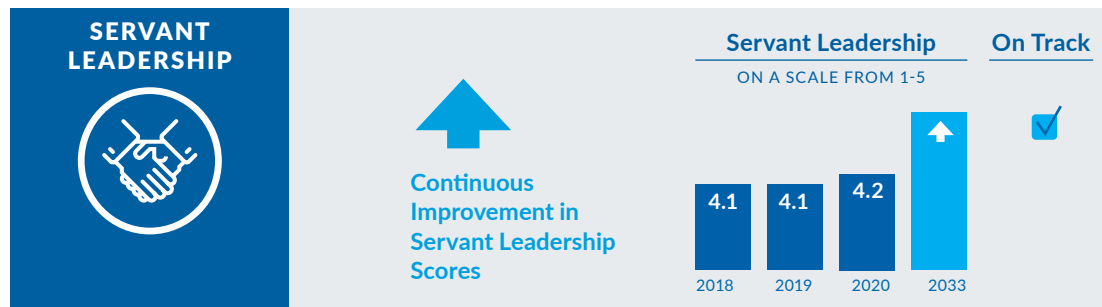 SERVANT
LEADERSHIP
Continuous
Improvement in
Servant Leadership
Scores
Servant Leadership
ON A SCALE FROM 1-5
4.1
4.1
4.2
2018
2019
2020
2033
On Track